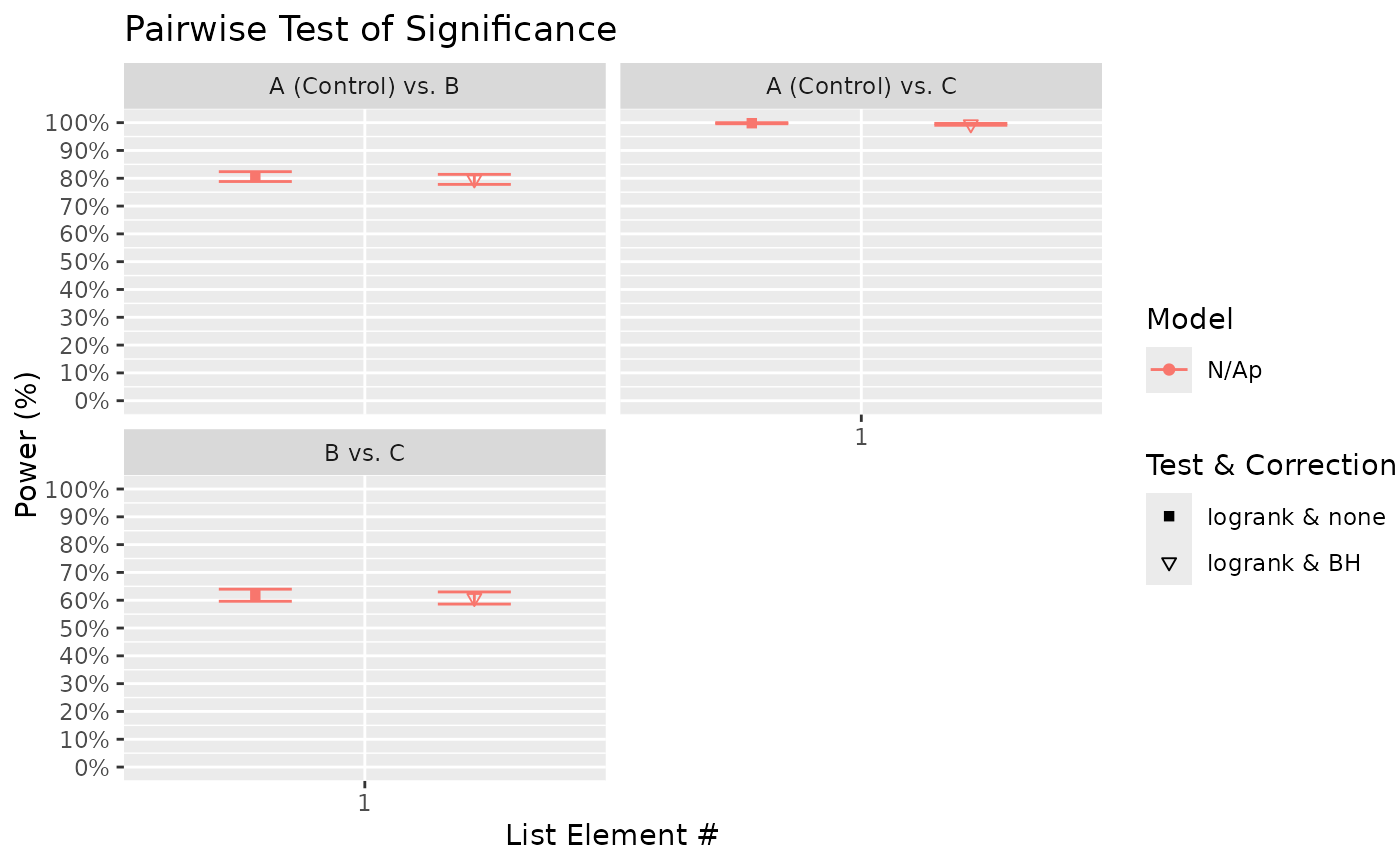 Pairwise Test of Significance
A (Control) vs. B
A (Control) vs. C
100%
90%
80%
70%
60%
50%
40%
30%
20%
10%
0%
1
B vs. C
100%
90%
80%
70%
60%
50%
40%
30%
20%
10%
0%
1
Power (%)
List Element #
Model
N/Ap
Test & Correction
logrank & none
logrank & BH